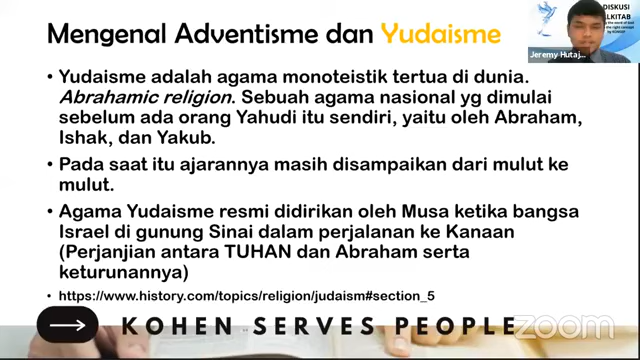 Mengenal Adventisme dan Yudaisme
DISKUSI
Jeremy Hutaj...
• Yudaisme adalah agama monoteistik tertua di dunia.
Abrahamic religion. Sebuah agama nasional yg dimulai
sebelum ada orang Yahudi itu sendiri, yaitu oleh Abraham,
Ishak, dan Yakub.
• Pada saat itu ajarannya masih disampaikan dari mulut ke
mulut.
• Agama Yudaisme resmi didirikan oleh Musa ketika bangsa
Israel di gunung Sinai dalam perjalanan ke Kanaan
(Perjanjian antara TUHAN dan Abraham serta
keturunannya)
• https://www.history.com/topics/religion/judaism#section_5
KOHEN SERVES PEOPLE
zoom